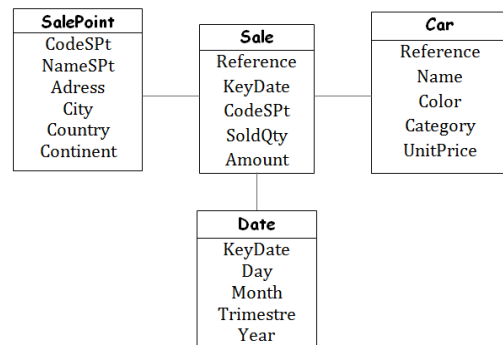 SalePoint
CodeSPt
NameSPt
Adress
City
Country
Continent
Sale
Reference
KeyDate
CodeSPt
SoldQty
Amount
Car
Reference
Name
Color
Category
UnitPrice
Date
KeyDate
Day
Month
Trimestre
Year